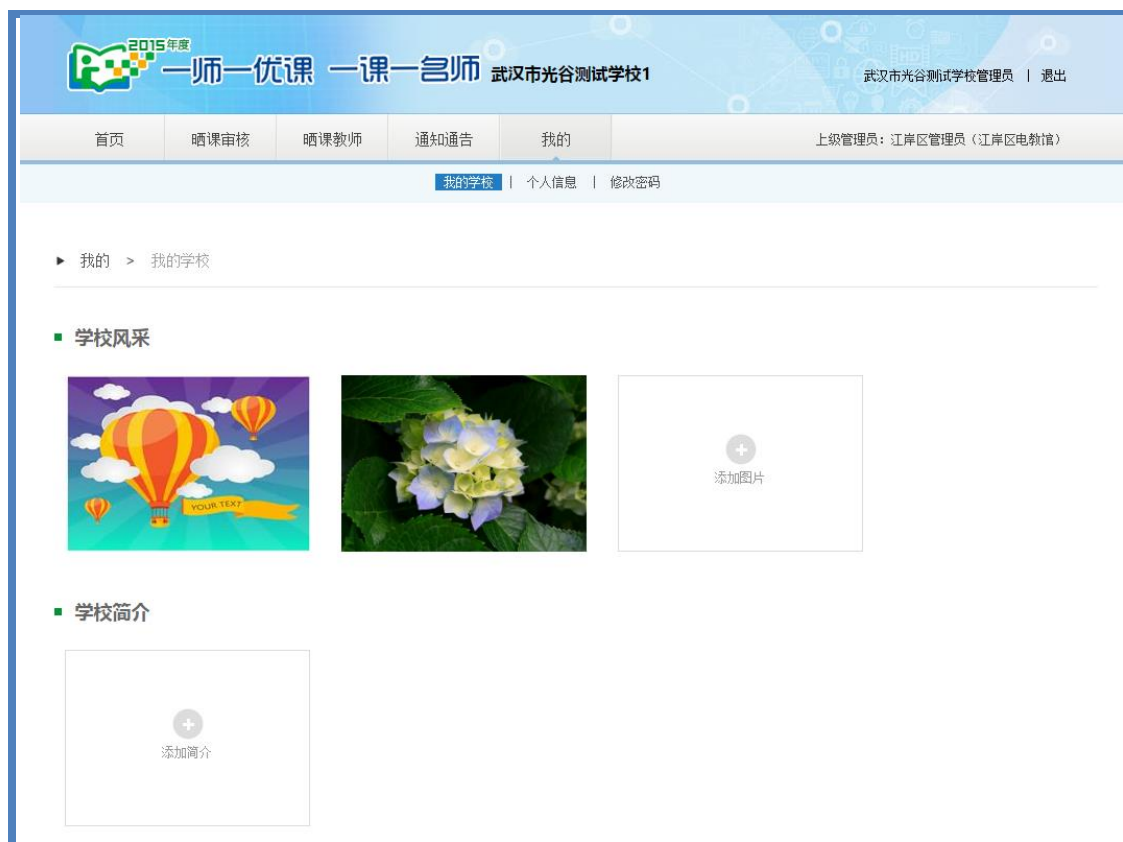 2015年度
一师一优课 一课一名师 武汉市光谷测试学校1
武汉市光谷测试学校管理员 | 退出
首页 晒课审核 晒课教师 通知通告 我的 上级管理员：江岸区管理员（江岸区电教馆）
我的学校 | 个人信息 | 修改密码
我的 > 我的学校
学校风采
YOUR TEXT
添加图片
学校简介
添加简介